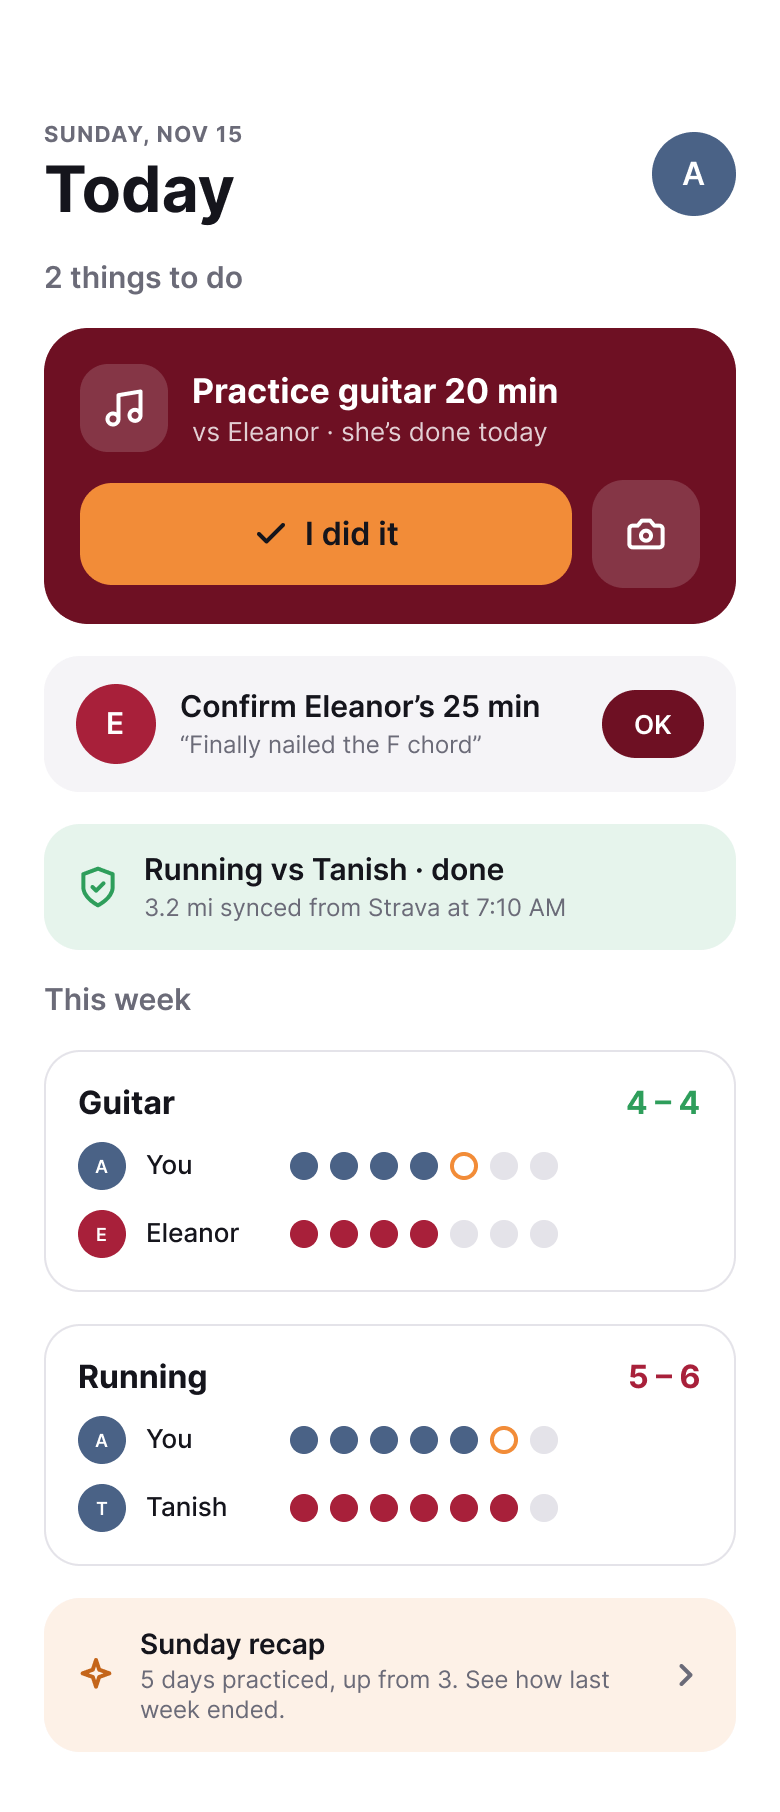 SUNDAY, NOV 15
Today
A
2 things to do
Practice guitar 20 min
vs Eleanor · she’s done today
I did it
E
Confirm Eleanor’s 25 min
“Finally nailed the F chord”
OK
Running vs Tanish · done
3.2 mi synced from Strava at 7:10 AM
This week
Guitar
4 – 4
A
You
E
Eleanor
Running
5 – 6
A
You
T
Tanish
Sunday recap
5 days practiced, up from 3. See how last
week ended.